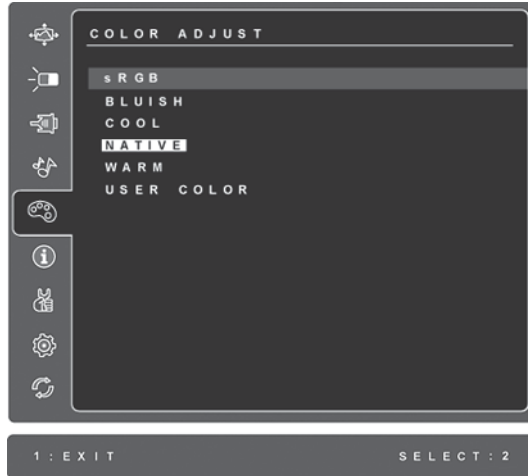 COLOR ADJUST
sRGB
BLUISH
COOL
NATIVE
WARM
USER COLOR
1:EXIT SELECT:2